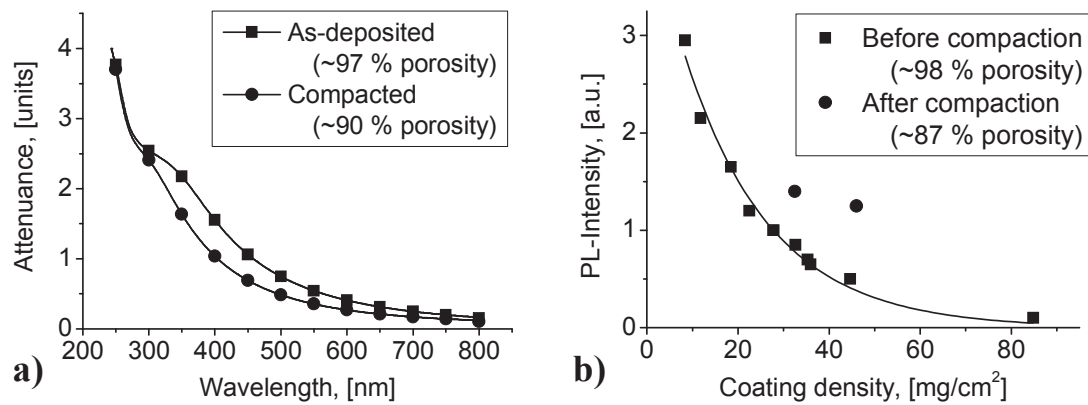 As-deposited
(~97 % porosity)
Compacted
(~90 % porosity)
4
3
2
1
0
Attenuance, [units]
200 300 400 500 600 700 800
Wavelength, [nm]
a)
Before compaction
(~98 % porosity)
After compaction
(~87 % porosity)
3
2
1
0
PL-Intensity, [a.u.]
0 20 40 60 80
Coating density, [mg/cm²]
b)